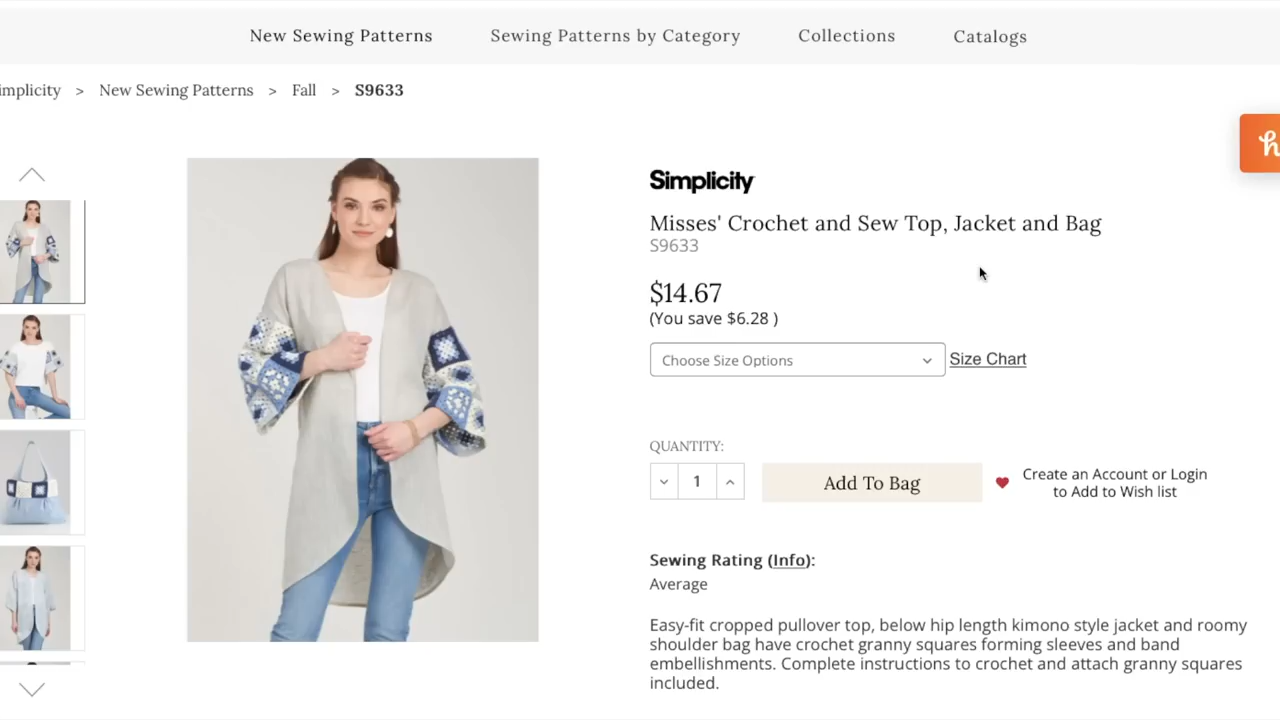 New Sewing Patterns Sewing Patterns by Category Collections Catalogs
implicity > New Sewing Patterns > Fall > S9633
h
Simplicity
Misses' Crochet and Sew Top, Jacket and Bag
S9633
$14.67
(You save $6.28 )
Choose Size Options Size Chart
QUANTITY:
1 Add To Bag Create an Account or Login
to Add to Wish list
Sewing Rating (Info):
Average
Easy-fit cropped pullover top, below hip length kimono style jacket and roomy
shoulder bag have crochet granny squares forming sleeves and band
embellishments. Complete instructions to crochet and attach granny squares
included.